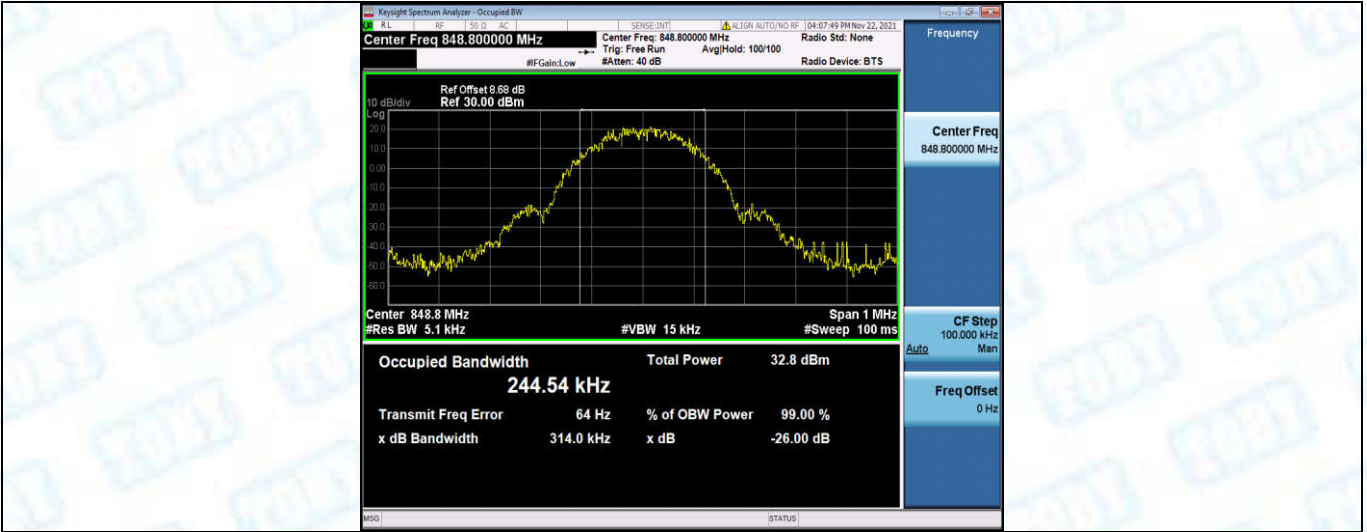 Keysight Spectrum Analyzer - Occupied BW
RL RF 50 Ω AC SENSE:INT ALIGN AUTO/NO RF 04:07:49 PM Nov 22, 2021
Center Freq 848.800000 MHz
Center Freq: 848.800000 MHz Radio Std: None
Trig: Free Run Avg|Hold: 100/100
#IFGain:Low #Atten: 40 dB Radio Device: BTS
Frequency
Ref Offset 8.68 dB
10 dB/div Ref 30.00 dBm
Log
20.0
10.0
0.00
-10.0
-20.0
-30.0
-40.0
-50.0
-60.0
Center 848.8 MHz Span 1 MHz
#Res BW 5.1 kHz #VBW 15 kHz #Sweep 100 ms
Center Freq
848.800000 MHz
CF Step
100.000 kHz
Auto Man
Freq Offset
0 Hz
Occupied Bandwidth Total Power 32.8 dBm
244.54 kHz
Transmit Freq Error 64 Hz % of OBW Power 99.00 %
x dB Bandwidth 314.0 kHz x dB -26.00 dB
MSG STATUS